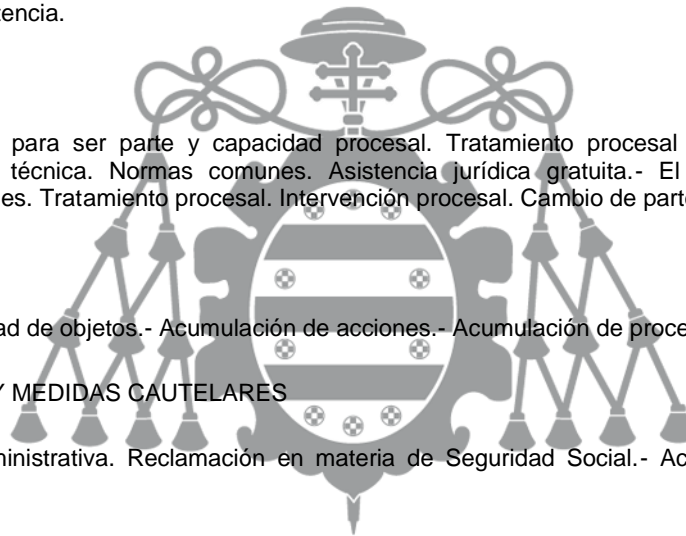 tencia.
para ser parte y capacidad procesal. Tratamiento procesal
técnica. Normas comunes. Asistencia jurídica gratuita.- El
es. Tratamiento procesal. Intervención procesal. Cambio de part
ad de objetos.- Acumulación de acciones.- Acumulación de proce
Y MEDIDAS CAUTELARES
ministrativa. Reclamación en materia de Seguridad Social.- Ac